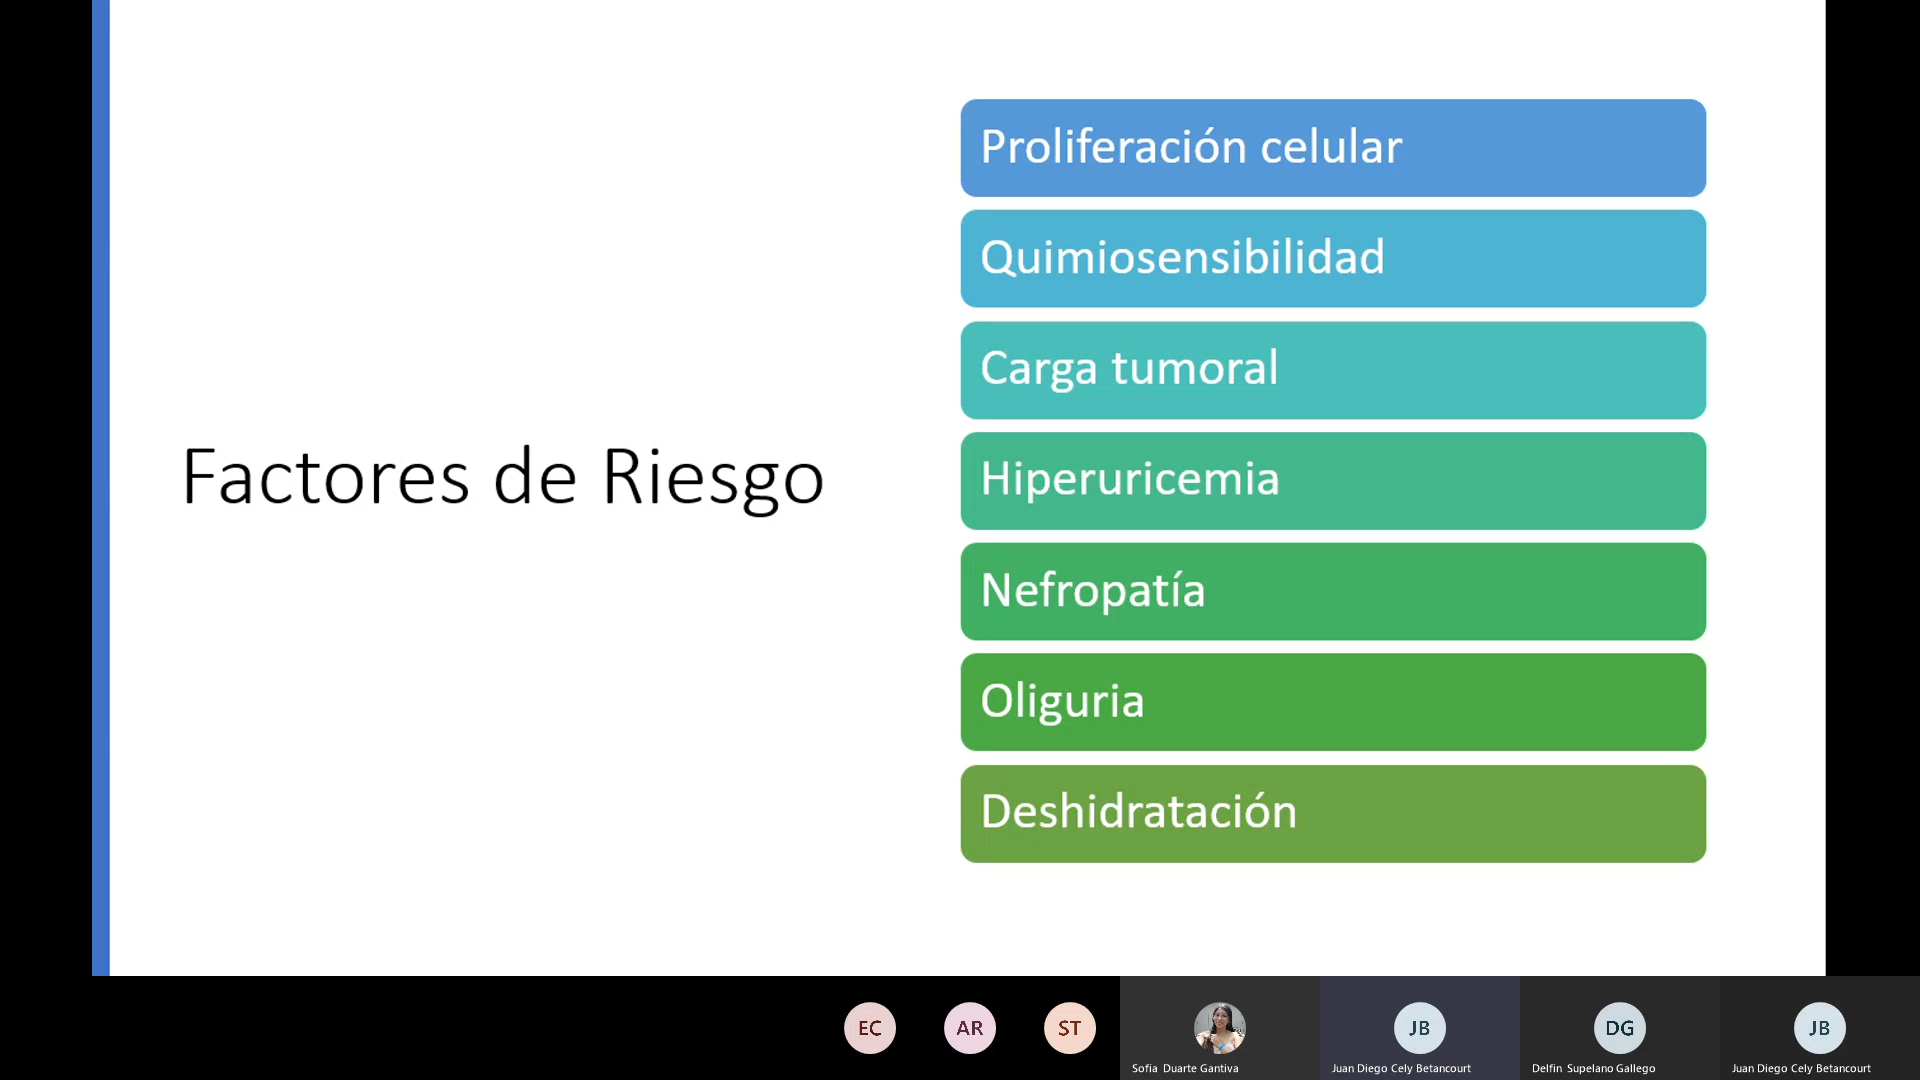 Factores de Riesgo
Proliferación celular
Quimiosensibilidad
Carga tumoral
Hiperuricemia
Nefropatía
Oliguria
Deshidratación
EC
AR
ST
JB
DG
JB
Sofia Duarte Gantiva
Juan Diego Cely Betancourt
Delfin Supelano Gallego
Juan Diego Cely Betancourt